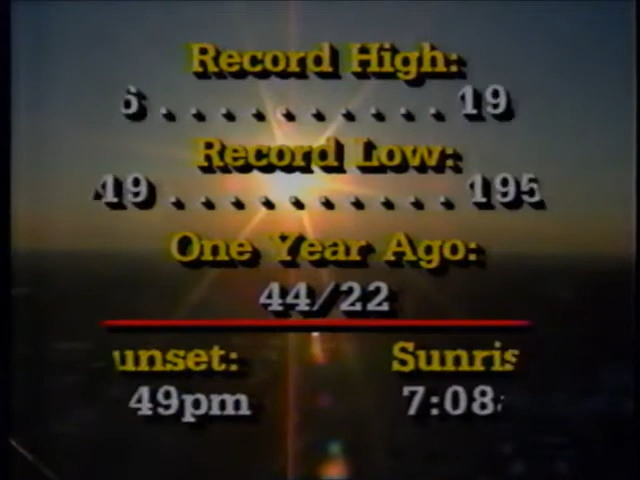 Record High:
6 . . . . . . . . . . . 19
Record Low:
19 . . . . . . . . . . . 195
One Year Ago:
44/22
unset: Sunris
49pm 7:08